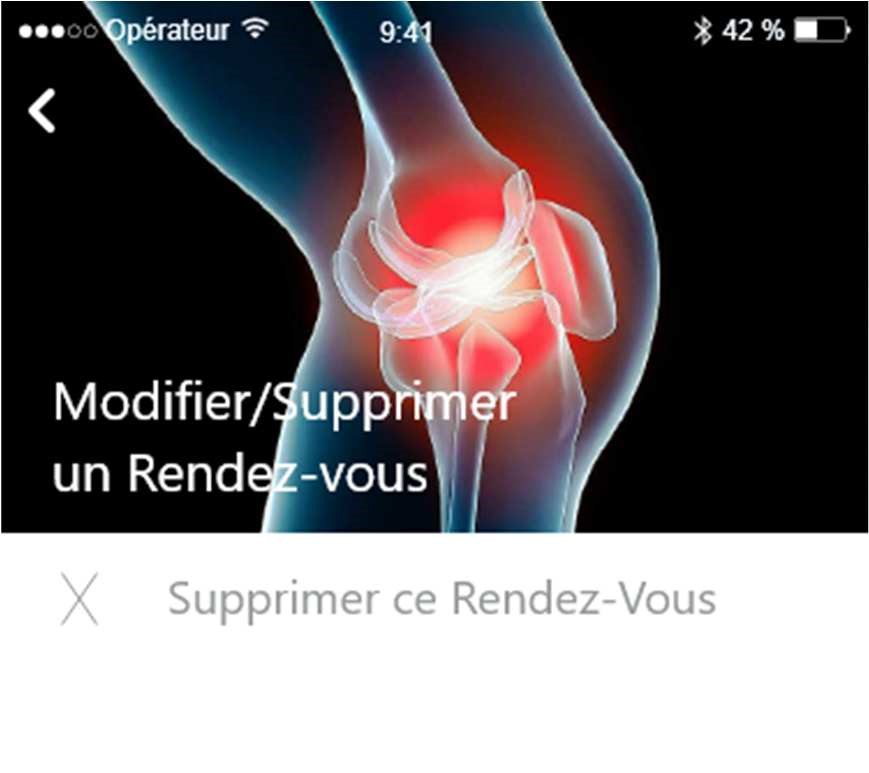 Opérateur 9:41 42 %
Modifier/Supprimer
un Rendez-vous
X Supprimer ce Rendez-Vous